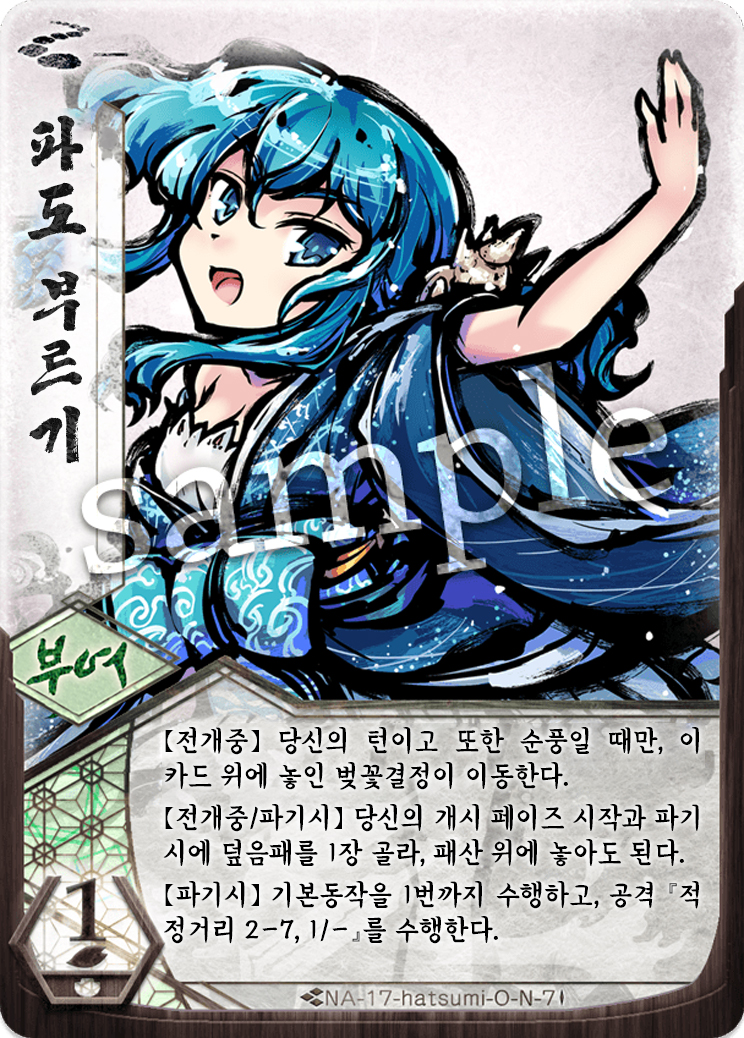 파도 부르기
sample
부여
【전개중】 당신의 턴이고 또한 순풍일 때만, 이
카드 위에 놓인 벚꽃결정이 이동한다.
【전개중/파기시】 당신의 개시 페이즈 시작과 파기
시에 덮음패를 1장 골라, 패산 위에 놓아도 된다.
【파기시】 기본동작을 1번까지 수행하고, 공격 『적
정거리 2-7, 1/-』를 수행한다.
1
NA-17-hatsumi-O-N-7